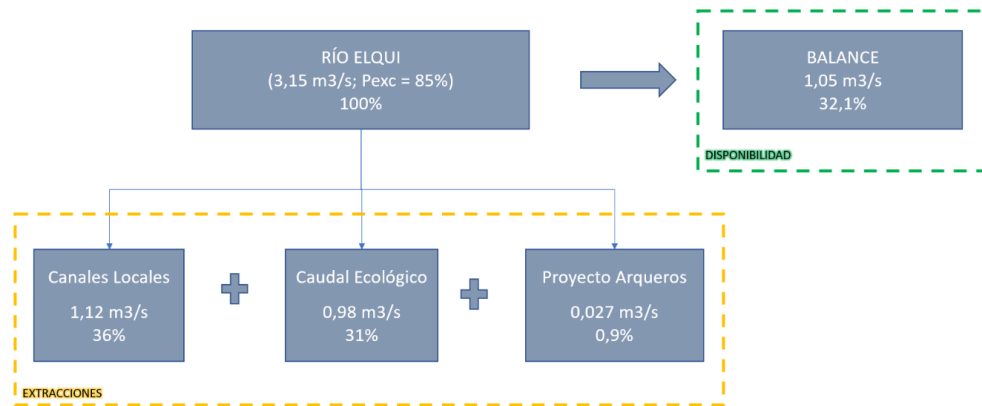 RÍO ELQUI
(3,15 m3/s; Pexc = 85%)
100%
BALANCE
1,05 m3/s
32,1%
DISPONIBILIDAD
Canales Locales
1,12 m3/s
36%
Caudal Ecológico
0,98 m3/s
31%
Proyecto Arqueros
0,027 m3/s
0,9%
EXTRACCIONES